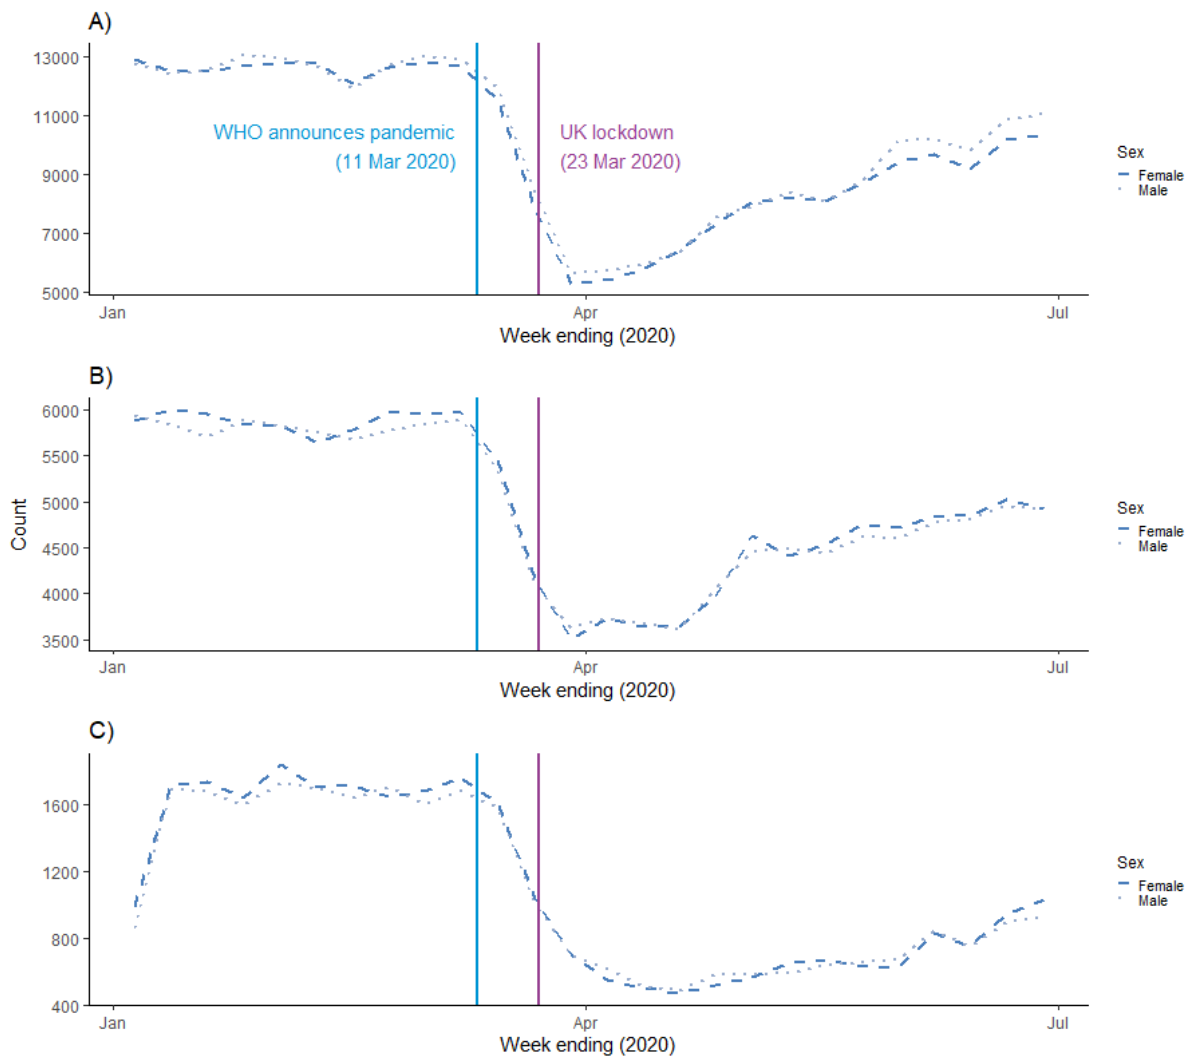 A)
13000
11000
9000
7000
5000
WHO announces pandemic
(11 Mar 2020)
UK lockdown
(23 Mar 2020)
Sex
Female
Male
Jan
Apr
Jul
Week ending (2020)
B)
6000
5500
5000
4500
4000
3500
Count
Sex
Female
Male
Jan
Apr
Jul
Week ending (2020)
C)
1600
1200
800
400
Sex
Female
Male
Jan
Apr
Jul
Week ending (2020)